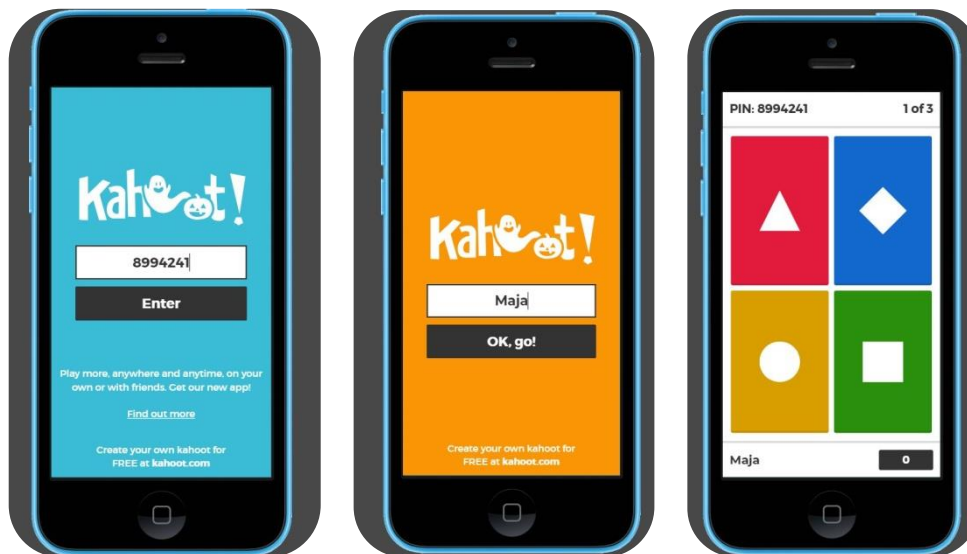 Kahoot!
8994241
Enter
Play more, anywhere and anytime, on your
own or with friends. Get our new app!
Find out more
Create your own kahoot for
FREE at kahoot.com
Kahoot!
Maja
OK, go!
Create your own kahoot for
FREE at kahoot.com
PIN: 8994241 1 of 3
Maja 0